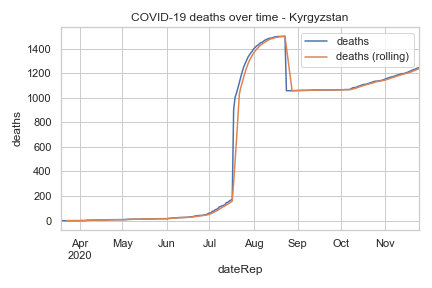 COVID-19 deaths over time - Kyrgyzstan
deaths
deaths (rolling)
deaths
1400
1200
1000
800
600
400
200
0
Apr
2020
May
Jun
Jul
Aug
Sep
Oct
Nov
dateRep